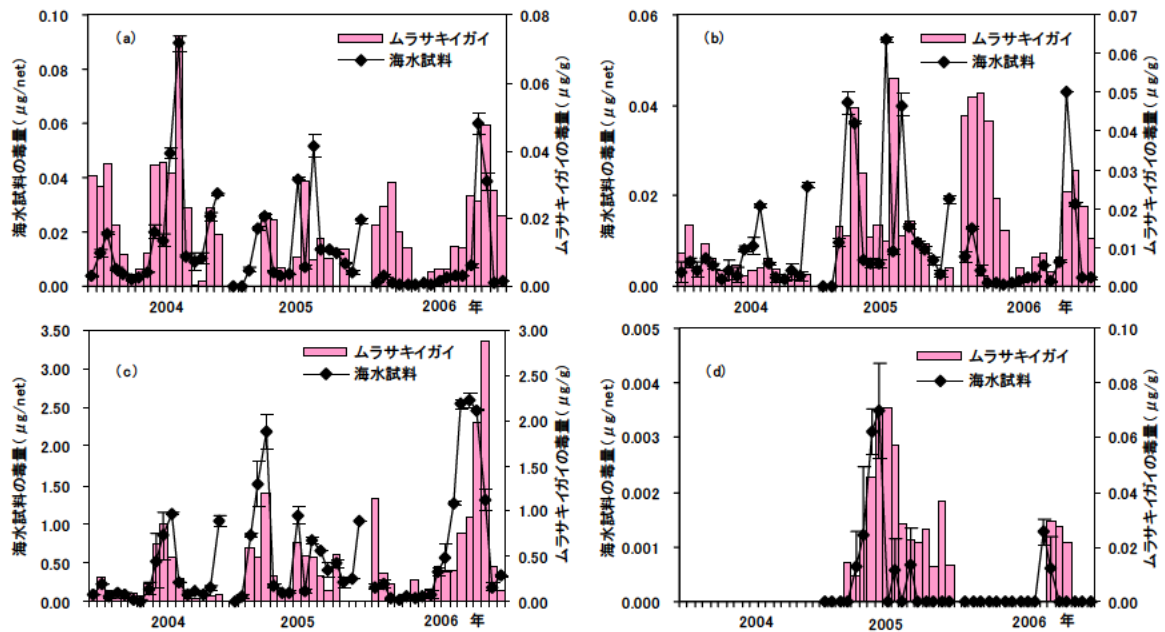 0.10
0.08
0.06
0.04
0.02
0.00
海水試料の毒量(μg/net)
(a)
ムラサキイガイ
海水試料
0.08
0.06
0.04
0.02
0.00
ムラサキイガイの毒量(μg/g)
2004 2005 2006 年
0.06
0.04
0.02
0.00
海水試料の毒量(μg/net)
(b)
ムラサキイガイ
海水試料
0.07
0.06
0.05
0.04
0.03
0.02
0.01
0.00
ムラサキイガイの毒量(μg/g)
2004 2005 2006 年
3.50
3.00
2.50
2.00
1.50
1.00
0.50
0.00
海水試料の毒量(μg/net)
(c)
ムラサキイガイ
海水試料
3.00
2.50
2.00
1.50
1.00
0.50
0.00
ムラサキイガイの毒量(μg/g)
2004 2005 2006 年
0.005
0.004
0.003
0.002
0.001
0.000
海水試料の毒量(μg/net)
(d)
ムラサキイガイ
海水試料
0.10
0.08
0.06
0.04
0.02
0.00
ムラサキイガイの毒量(μg/g)
2004 2005 2006 年